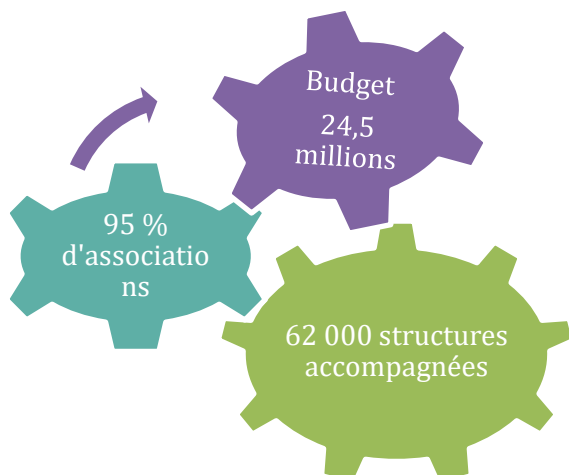 Budget
24,5
millions
95 %
d'associatio
ns
62 000 structures
accompagnées